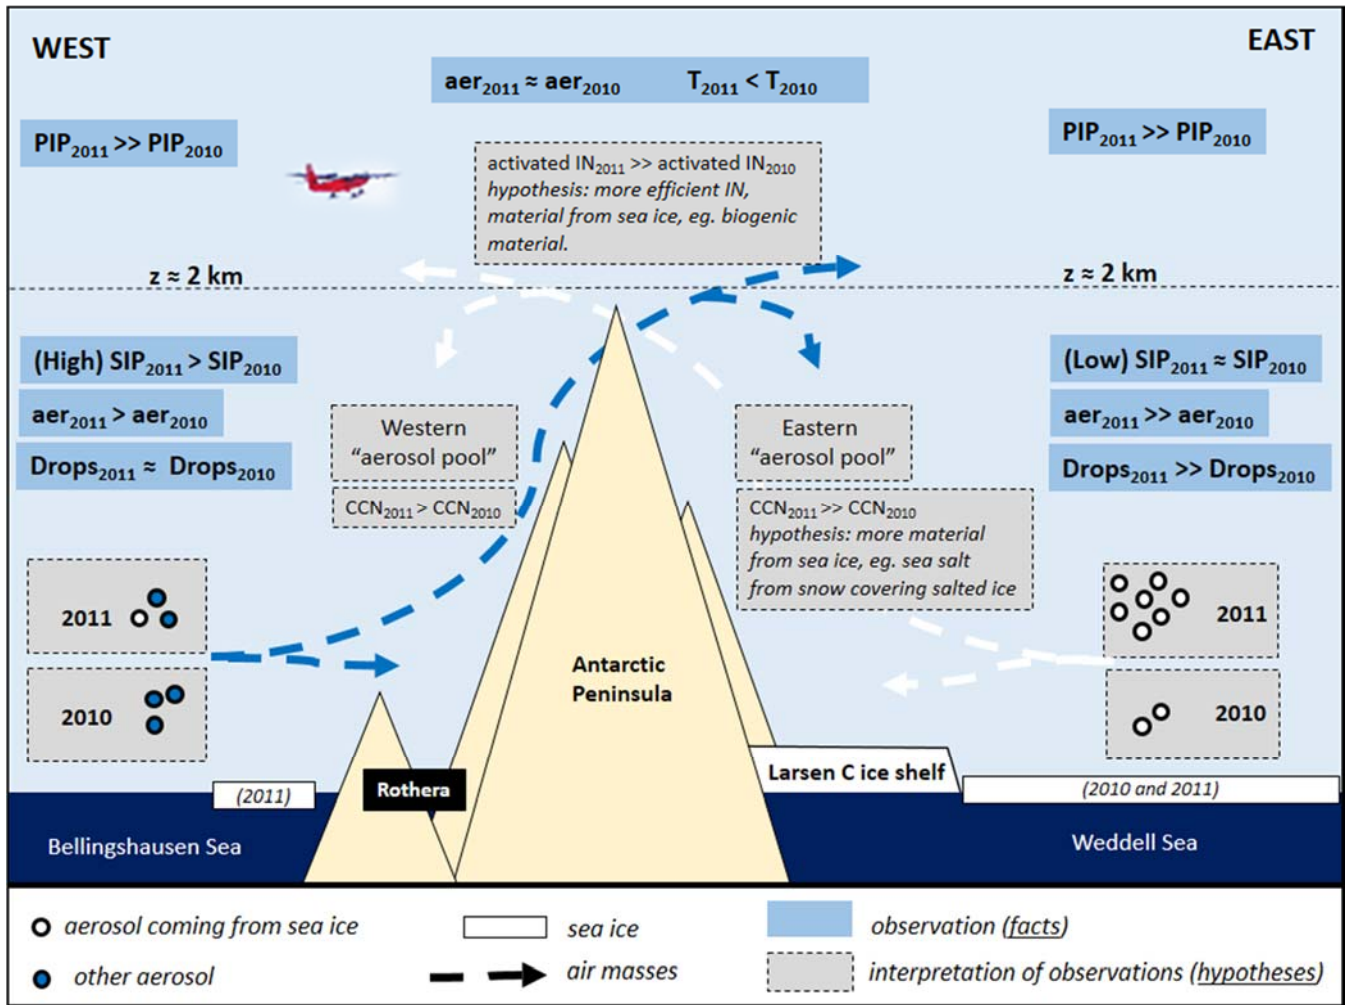 WEST
EAST
aer2011 ≈ aer2010 T2011 < T2010
PIP2011 >> PIP2010
PIP2011 >> PIP2010
activated IN2011 >> activated IN2010
hypothesis: more efficient IN,
material from sea ice, eg. biogenic
material.
z ≈ 2 km
z ≈ 2 km
(High) SIP2011 > SIP2010
aer2011 > aer2010
Drops2011 ≈ Drops2010
(Low) SIP2011 ≈ SIP2010
aer2011 >> aer2010
Drops2011 >> Drops2010
Western
“aerosol pool”
CCN2011 > CCN2010
Eastern
“aerosol pool”
CCN2011 >> CCN2010
hypothesis: more material
from sea ice, eg. sea salt
from snow covering salted ice
2011
2010
2011
2010
Antarctic
Peninsula
Rothera
Larsen C ice shelf
(2011)
(2010 and 2011)
Bellingshausen Sea
Weddell Sea
aerosol coming from sea ice
sea ice
observation (facts)
other aerosol
air masses
interpretation of observations (hypotheses)